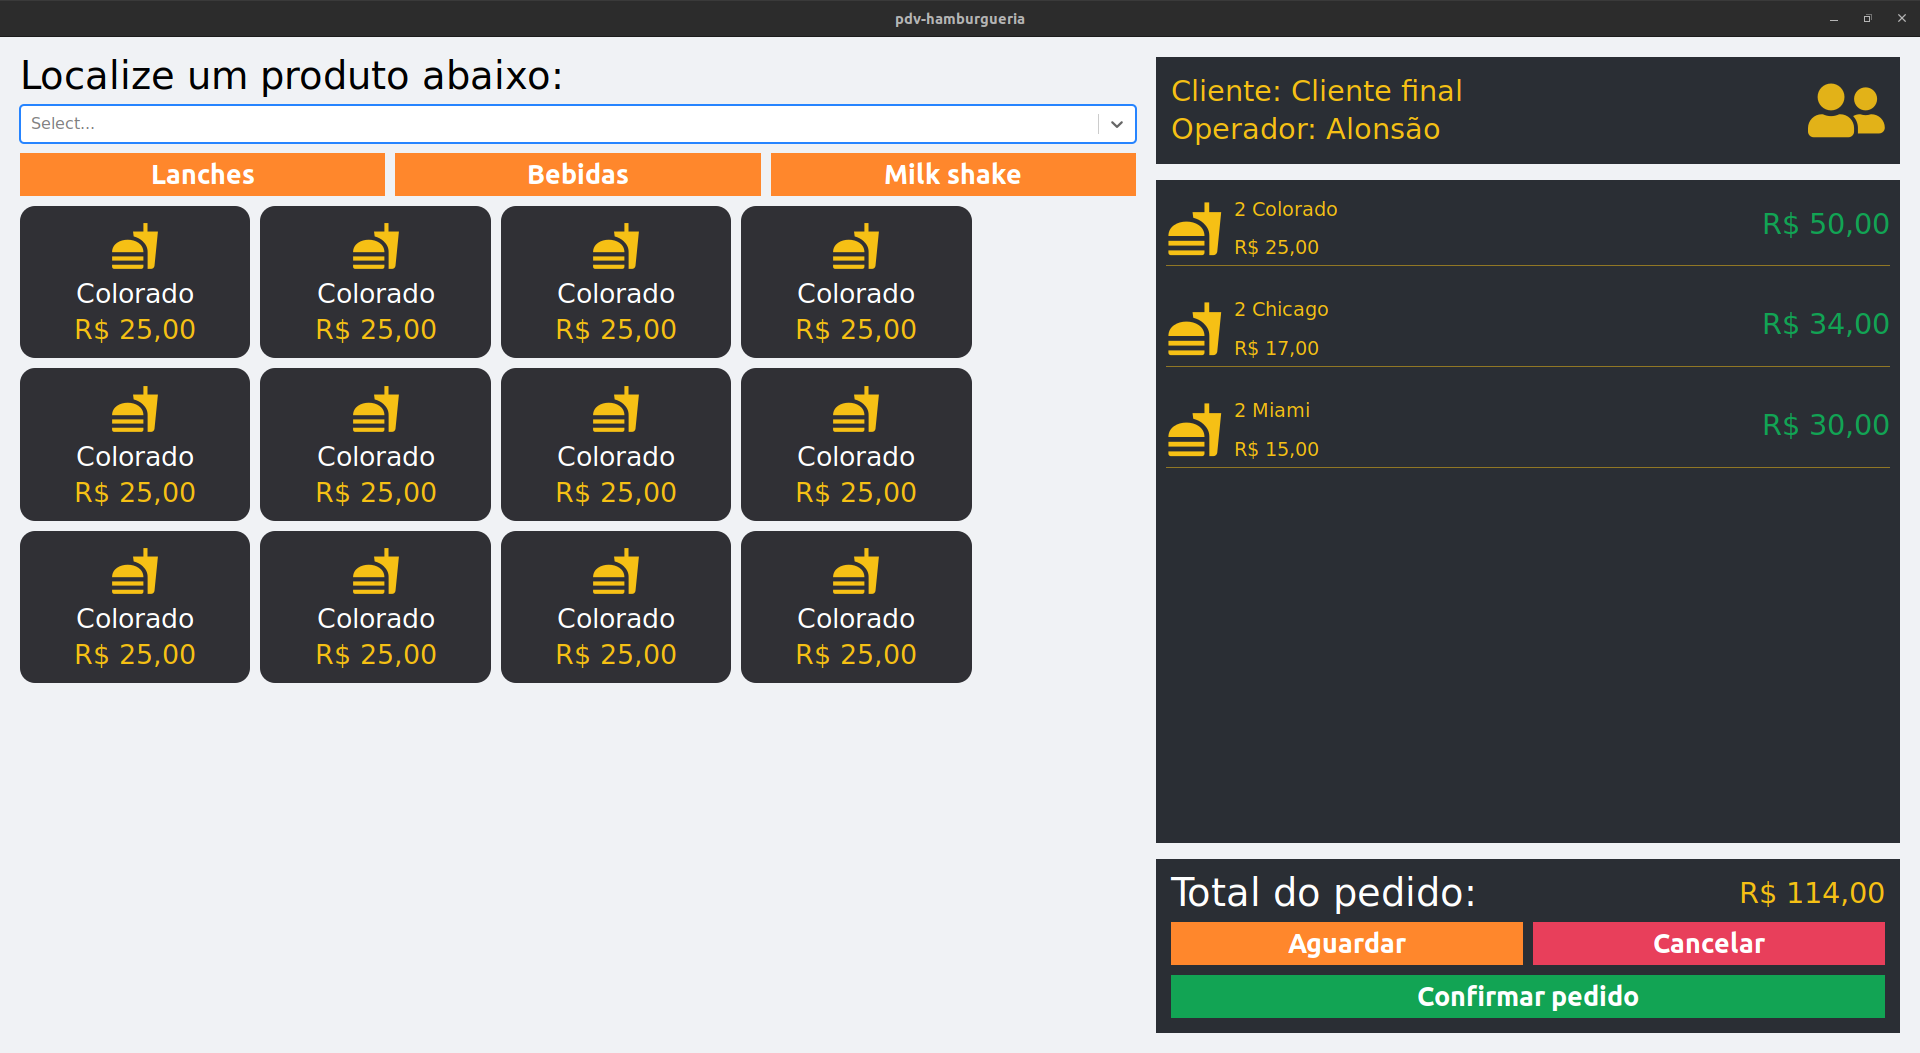 pdv-hamburgueria
Localize um produto abaixo:
Select...
Lanches Bebidas Milk shake
Colorado Colorado Colorado Colorado
R$ 25,00 R$ 25,00 R$ 25,00 R$ 25,00
Colorado Colorado Colorado Colorado
R$ 25,00 R$ 25,00 R$ 25,00 R$ 25,00
Colorado Colorado Colorado Colorado
R$ 25,00 R$ 25,00 R$ 25,00 R$ 25,00
Cliente: Cliente final
Operador: Alonsão
2 Colorado
R$ 25,00
R$ 50,00
2 Chicago
R$ 17,00
R$ 34,00
2 Miami
R$ 15,00
R$ 30,00
Total do pedido: R$ 114,00
Aguardar Cancelar
Confirmar pedido